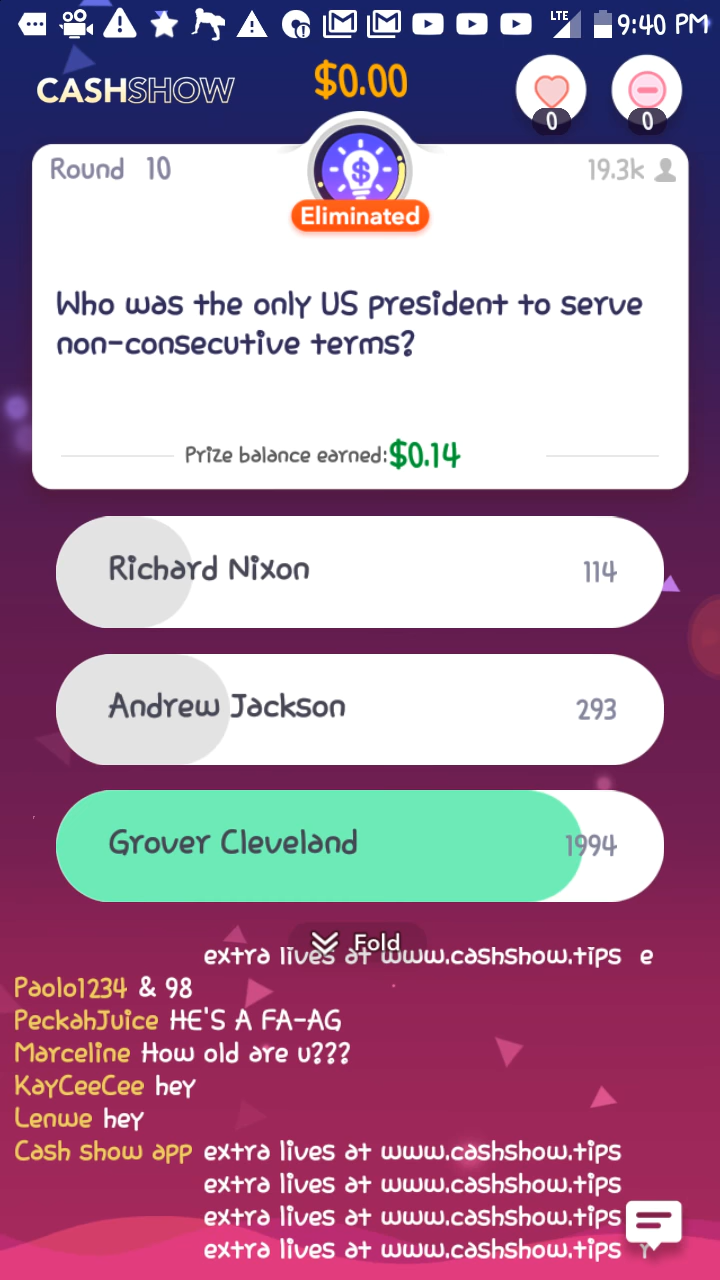 LTE 9:40 PM
CASHSHOW $0.00
0 0
Round 10 19.3k
Eliminated
Who was the only US president to serve
non-consecutive terms?
Prize balance earned:$0.14
Richard Nixon 114
Andrew Jackson 293
Grover Cleveland 1994
Fold
extra lives at www.cashshow.tips e
Paolo1234 & 98
PeckahJuice HE'S A FA-AG
Marceline How old are u???
KayCeeCee hey
Lenwe hey
Cash show app extra lives at www.cashshow.tips
extra lives at www.cashshow.tips
extra lives at www.cashshow.tips
extra lives at www.cashshow.tips